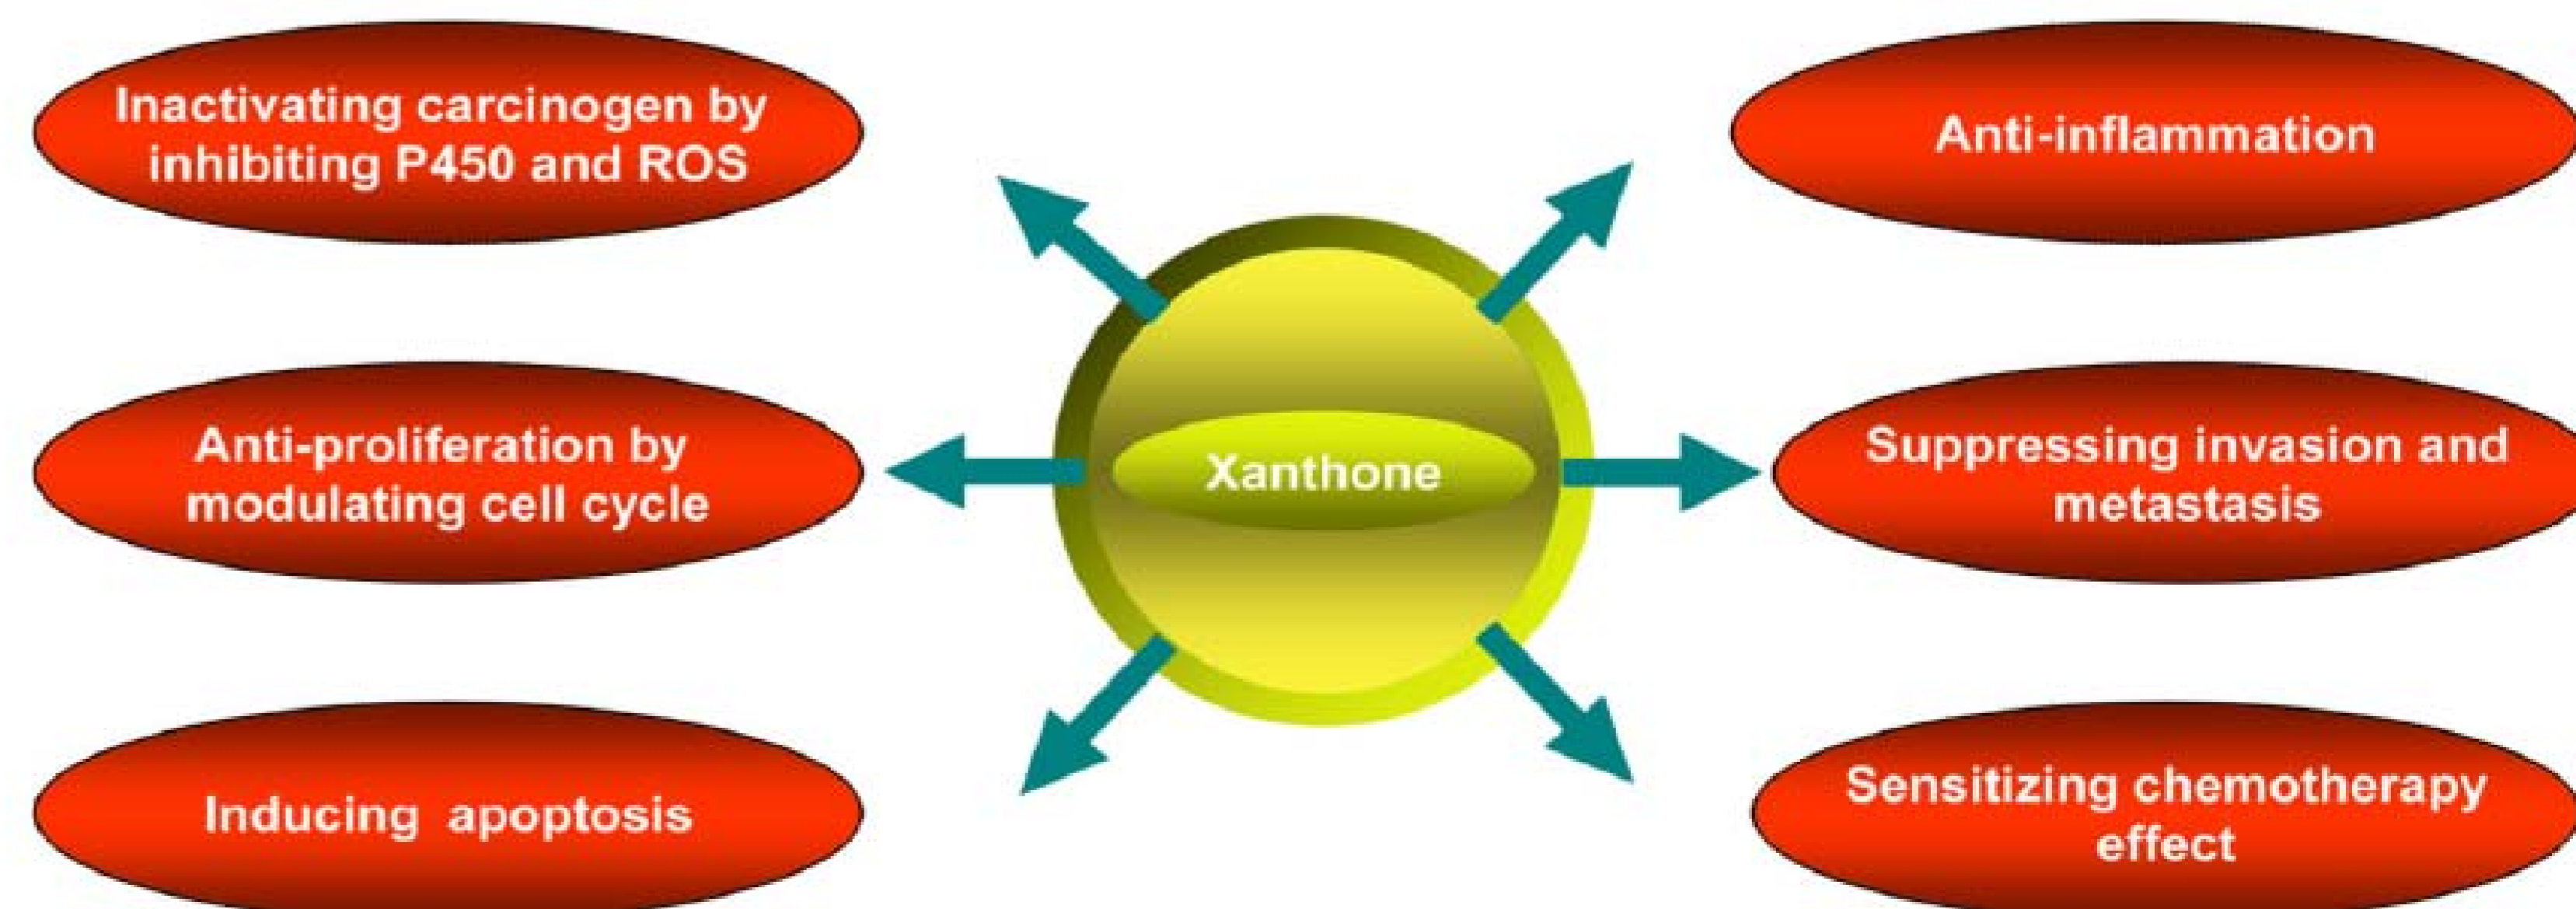 Inactivating carcinogen by
inhibiting P450 and ROS
Anti-inflammation
Anti-proliferation by
modulating cell cycle
Xanthone
Suppressing invasion and
metastasis
Inducing apoptosis
Sensitizing chemotherapy
effect